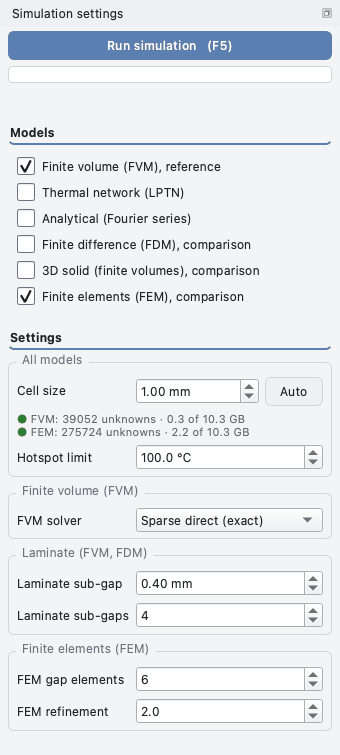 Simulation settings
Run simulation (F5)
Models
Finite volume (FVM), reference
Thermal network (LPTN)
Analytical (Fourier series)
Finite difference (FDM), comparison
3D solid (finite volumes), comparison
Finite elements (FEM), comparison
Settings
All models
Cell size 1.00 mm Auto
FVM: 39052 unknowns · 0.3 of 10.3 GB
FEM: 275724 unknowns · 2.2 of 10.3 GB
Hotspot limit 100.0 °C
Finite volume (FVM)
FVM solver Sparse direct (exact)
Laminate (FVM, FDM)
Laminate sub-gap 0.40 mm
Laminate sub-gaps 4
Finite elements (FEM)
FEM gap elements 6
FEM refinement 2.0